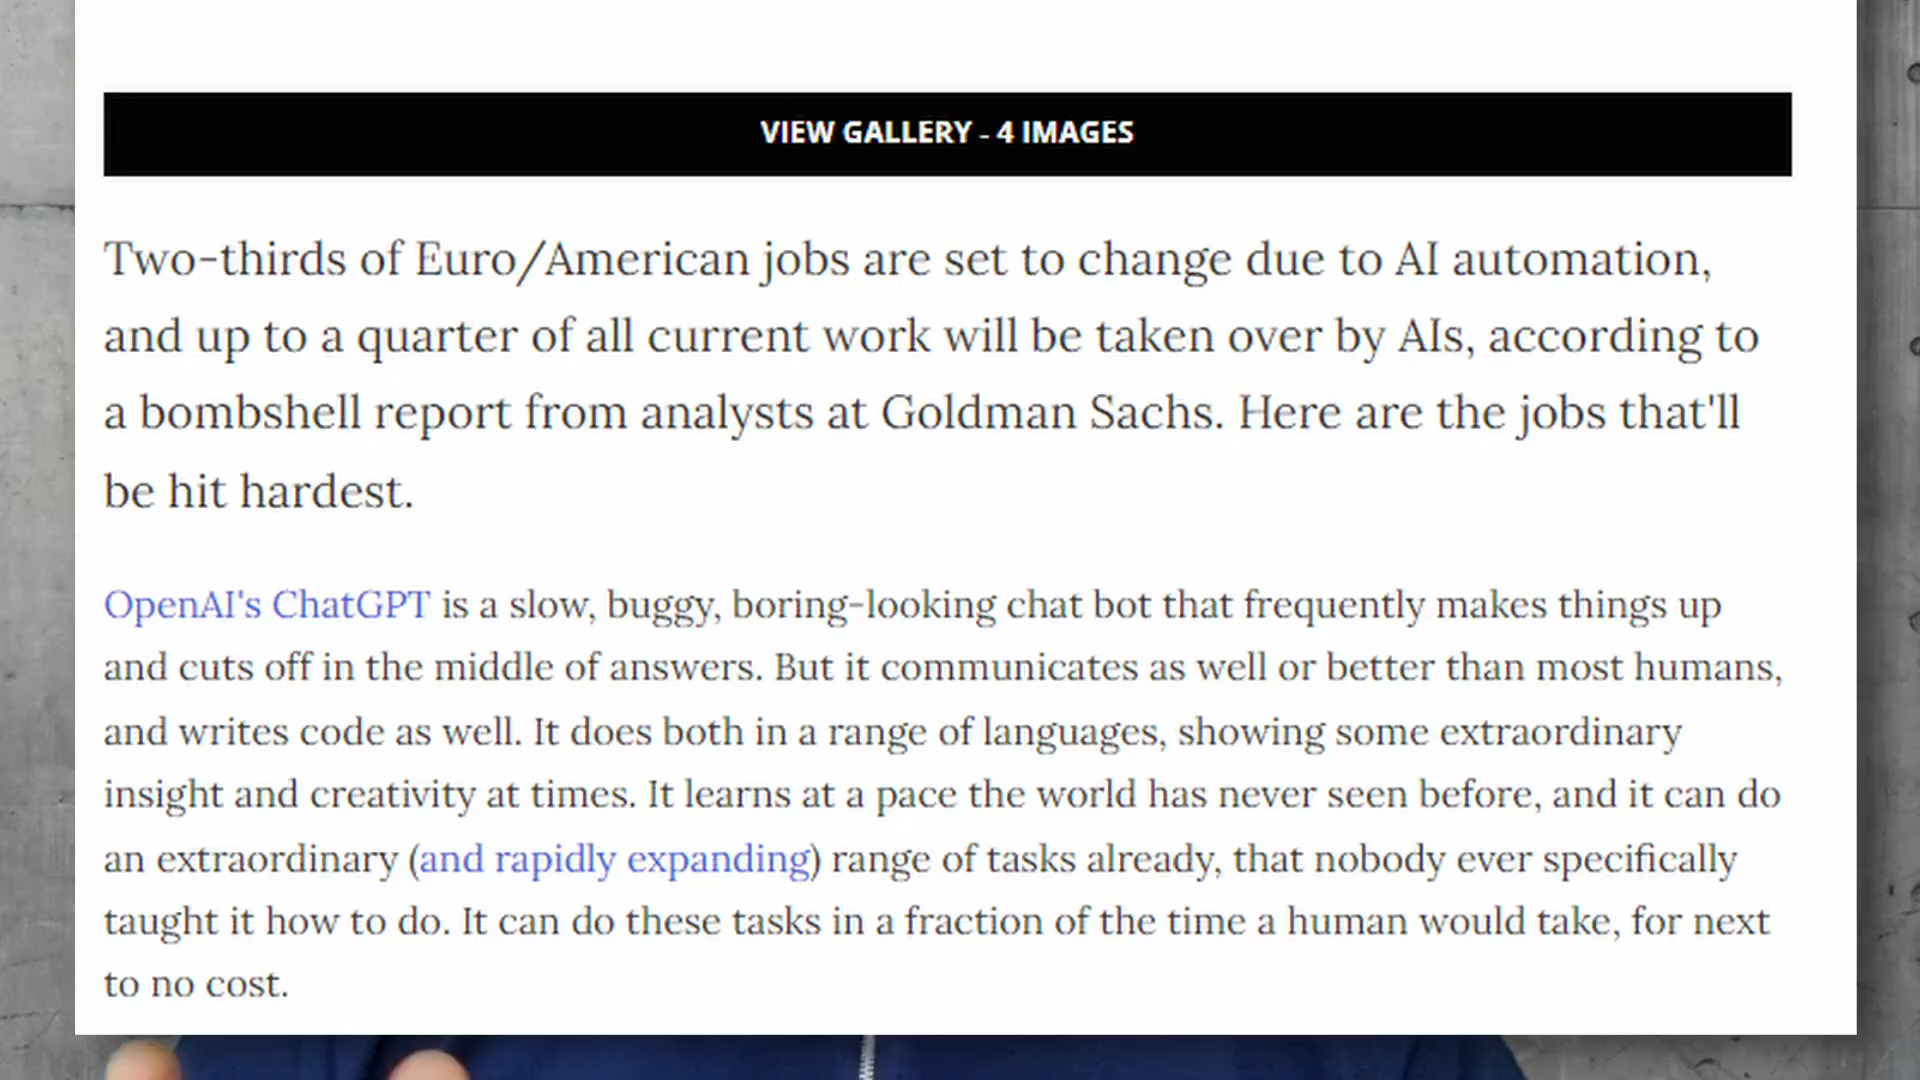 VIEW GALLERY - 4 IMAGES
Two-thirds of Euro/American jobs are set to change due to AI automation,
and up to a quarter of all current work will be taken over by AIs, according to
a bombshell report from analysts at Goldman Sachs. Here are the jobs that'll
be hit hardest.
OpenAI's ChatGPT is a slow, buggy, boring-looking chat bot that frequently makes things up
and cuts off in the middle of answers. But it communicates as well or better than most humans,
and writes code as well. It does both in a range of languages, showing some extraordinary
insight and creativity at times. It learns at a pace the world has never seen before, and it can do
an extraordinary (and rapidly expanding) range of tasks already, that nobody ever specifically
taught it how to do. It can do these tasks in a fraction of the time a human would take, for next
to no cost.